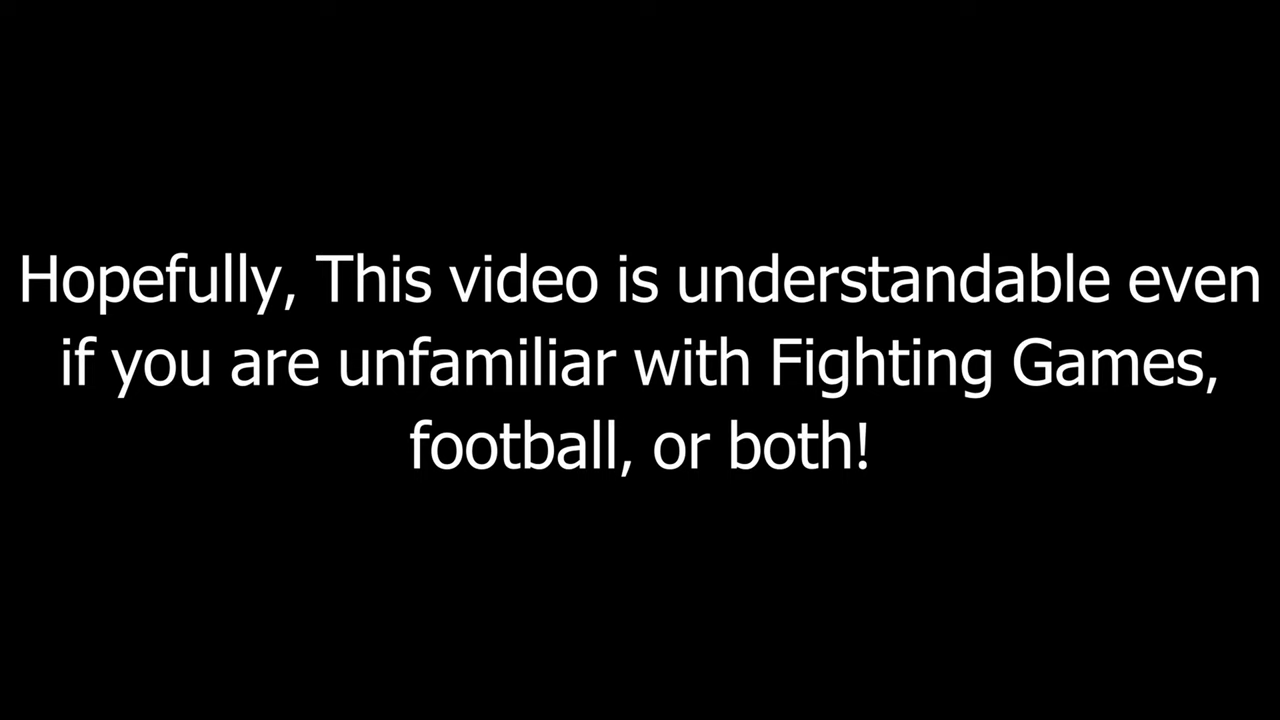 Hopefully, This video is understandable even
if you are unfamiliar with Fighting Games,
football, or both!